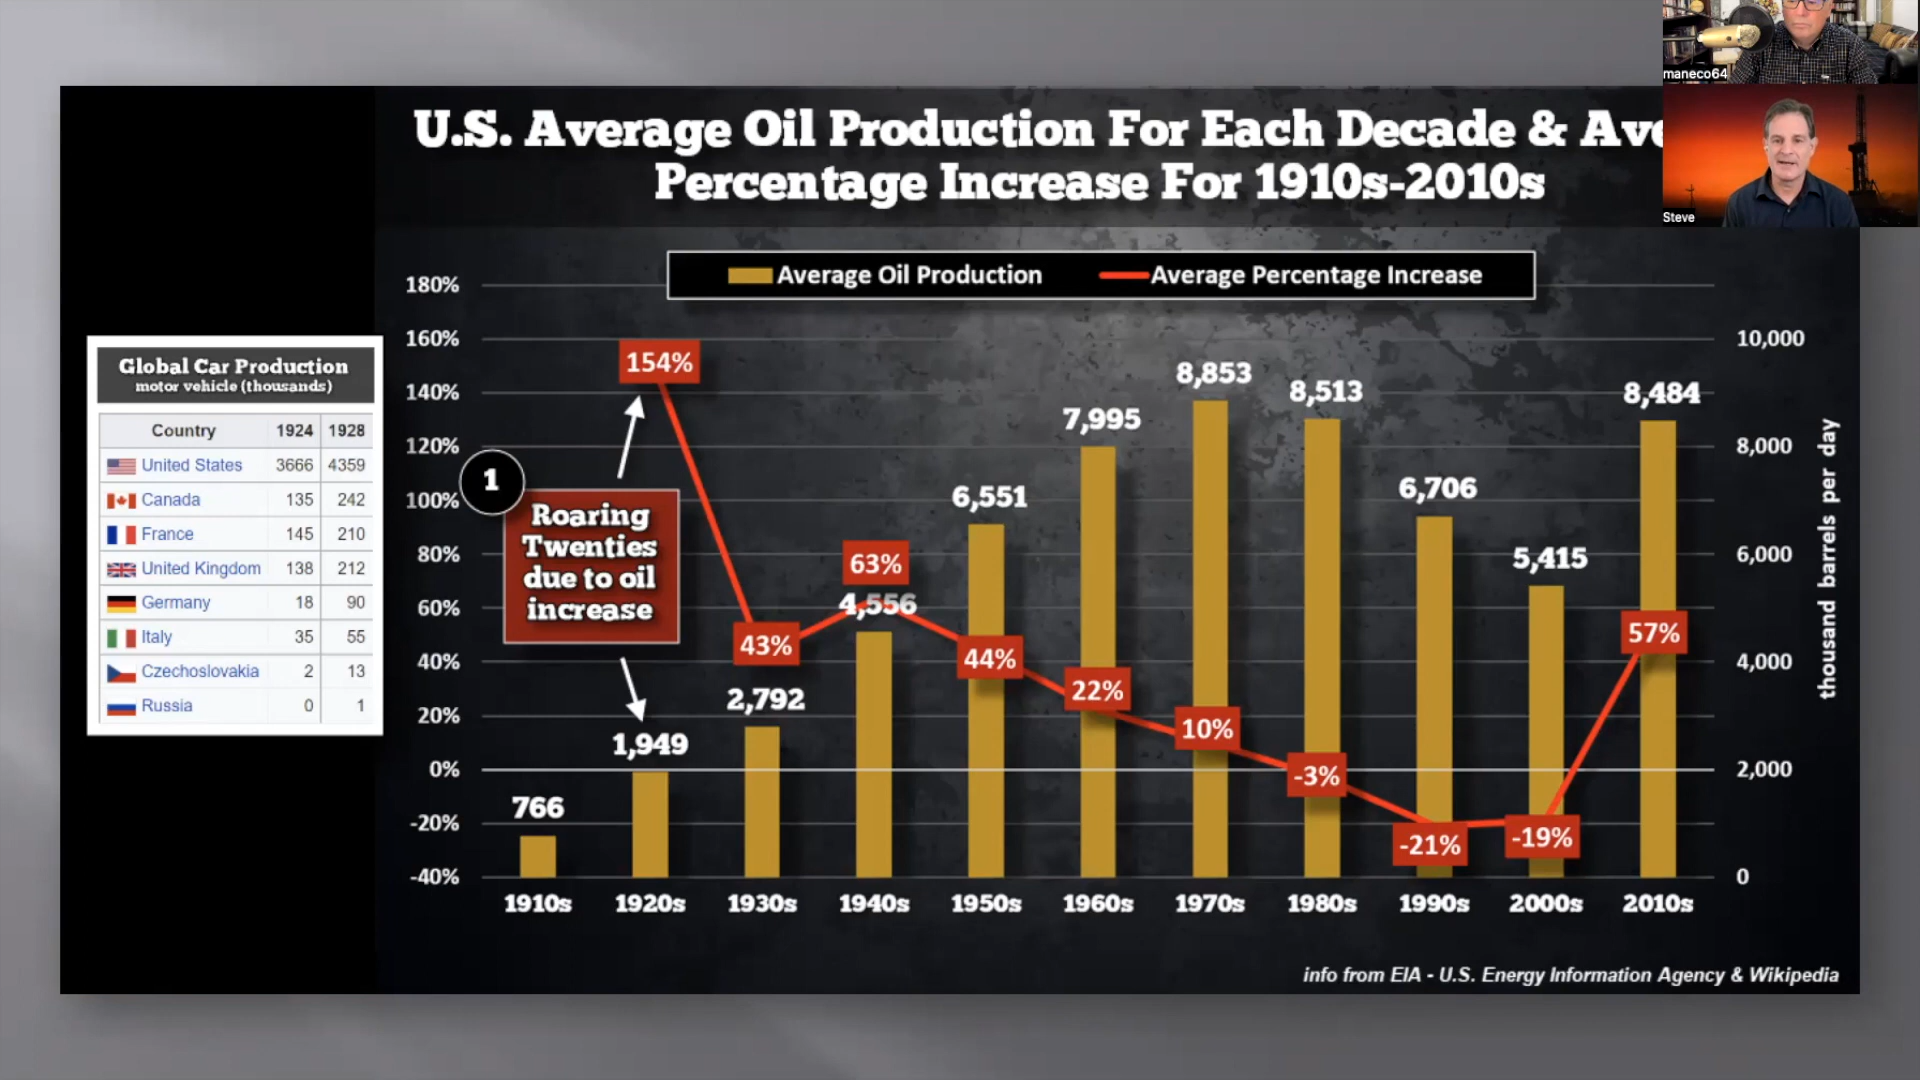 maneco64
Steve
U.S. Average Oil Production For Each Decade &
Percentage Increase For 1910s-2010s
Average Oil Production
Average Percentage Increase
Global Car Production
motor vehicle (thousands)
Country 1924 1928
United States 3666 4359
Canada 135 242
France 145 210
United Kingdom 138 212
Germany 18 90
Italy 35 55
Czechoslovakia 2 13
Russia 0 1
180%
160%
140%
120%
100%
80%
60%
40%
20%
0%
-20%
-40%
1
Roaring
Twenties
due to oil
increase
154%
43%
63%
44%
22%
10%
-3%
-21%
-19%
57%
766
1,949
2,792
4,556
6,551
7,995
8,853
8,513
6,706
5,415
8,484
10,000
8,000
6,000
4,000
2,000
0
thousand barrels per day
1910s 1920s 1930s 1940s 1950s 1960s 1970s 1980s 1990s 2000s 2010s
info from EIA - U.S. Energy Information Agency & Wikipedia